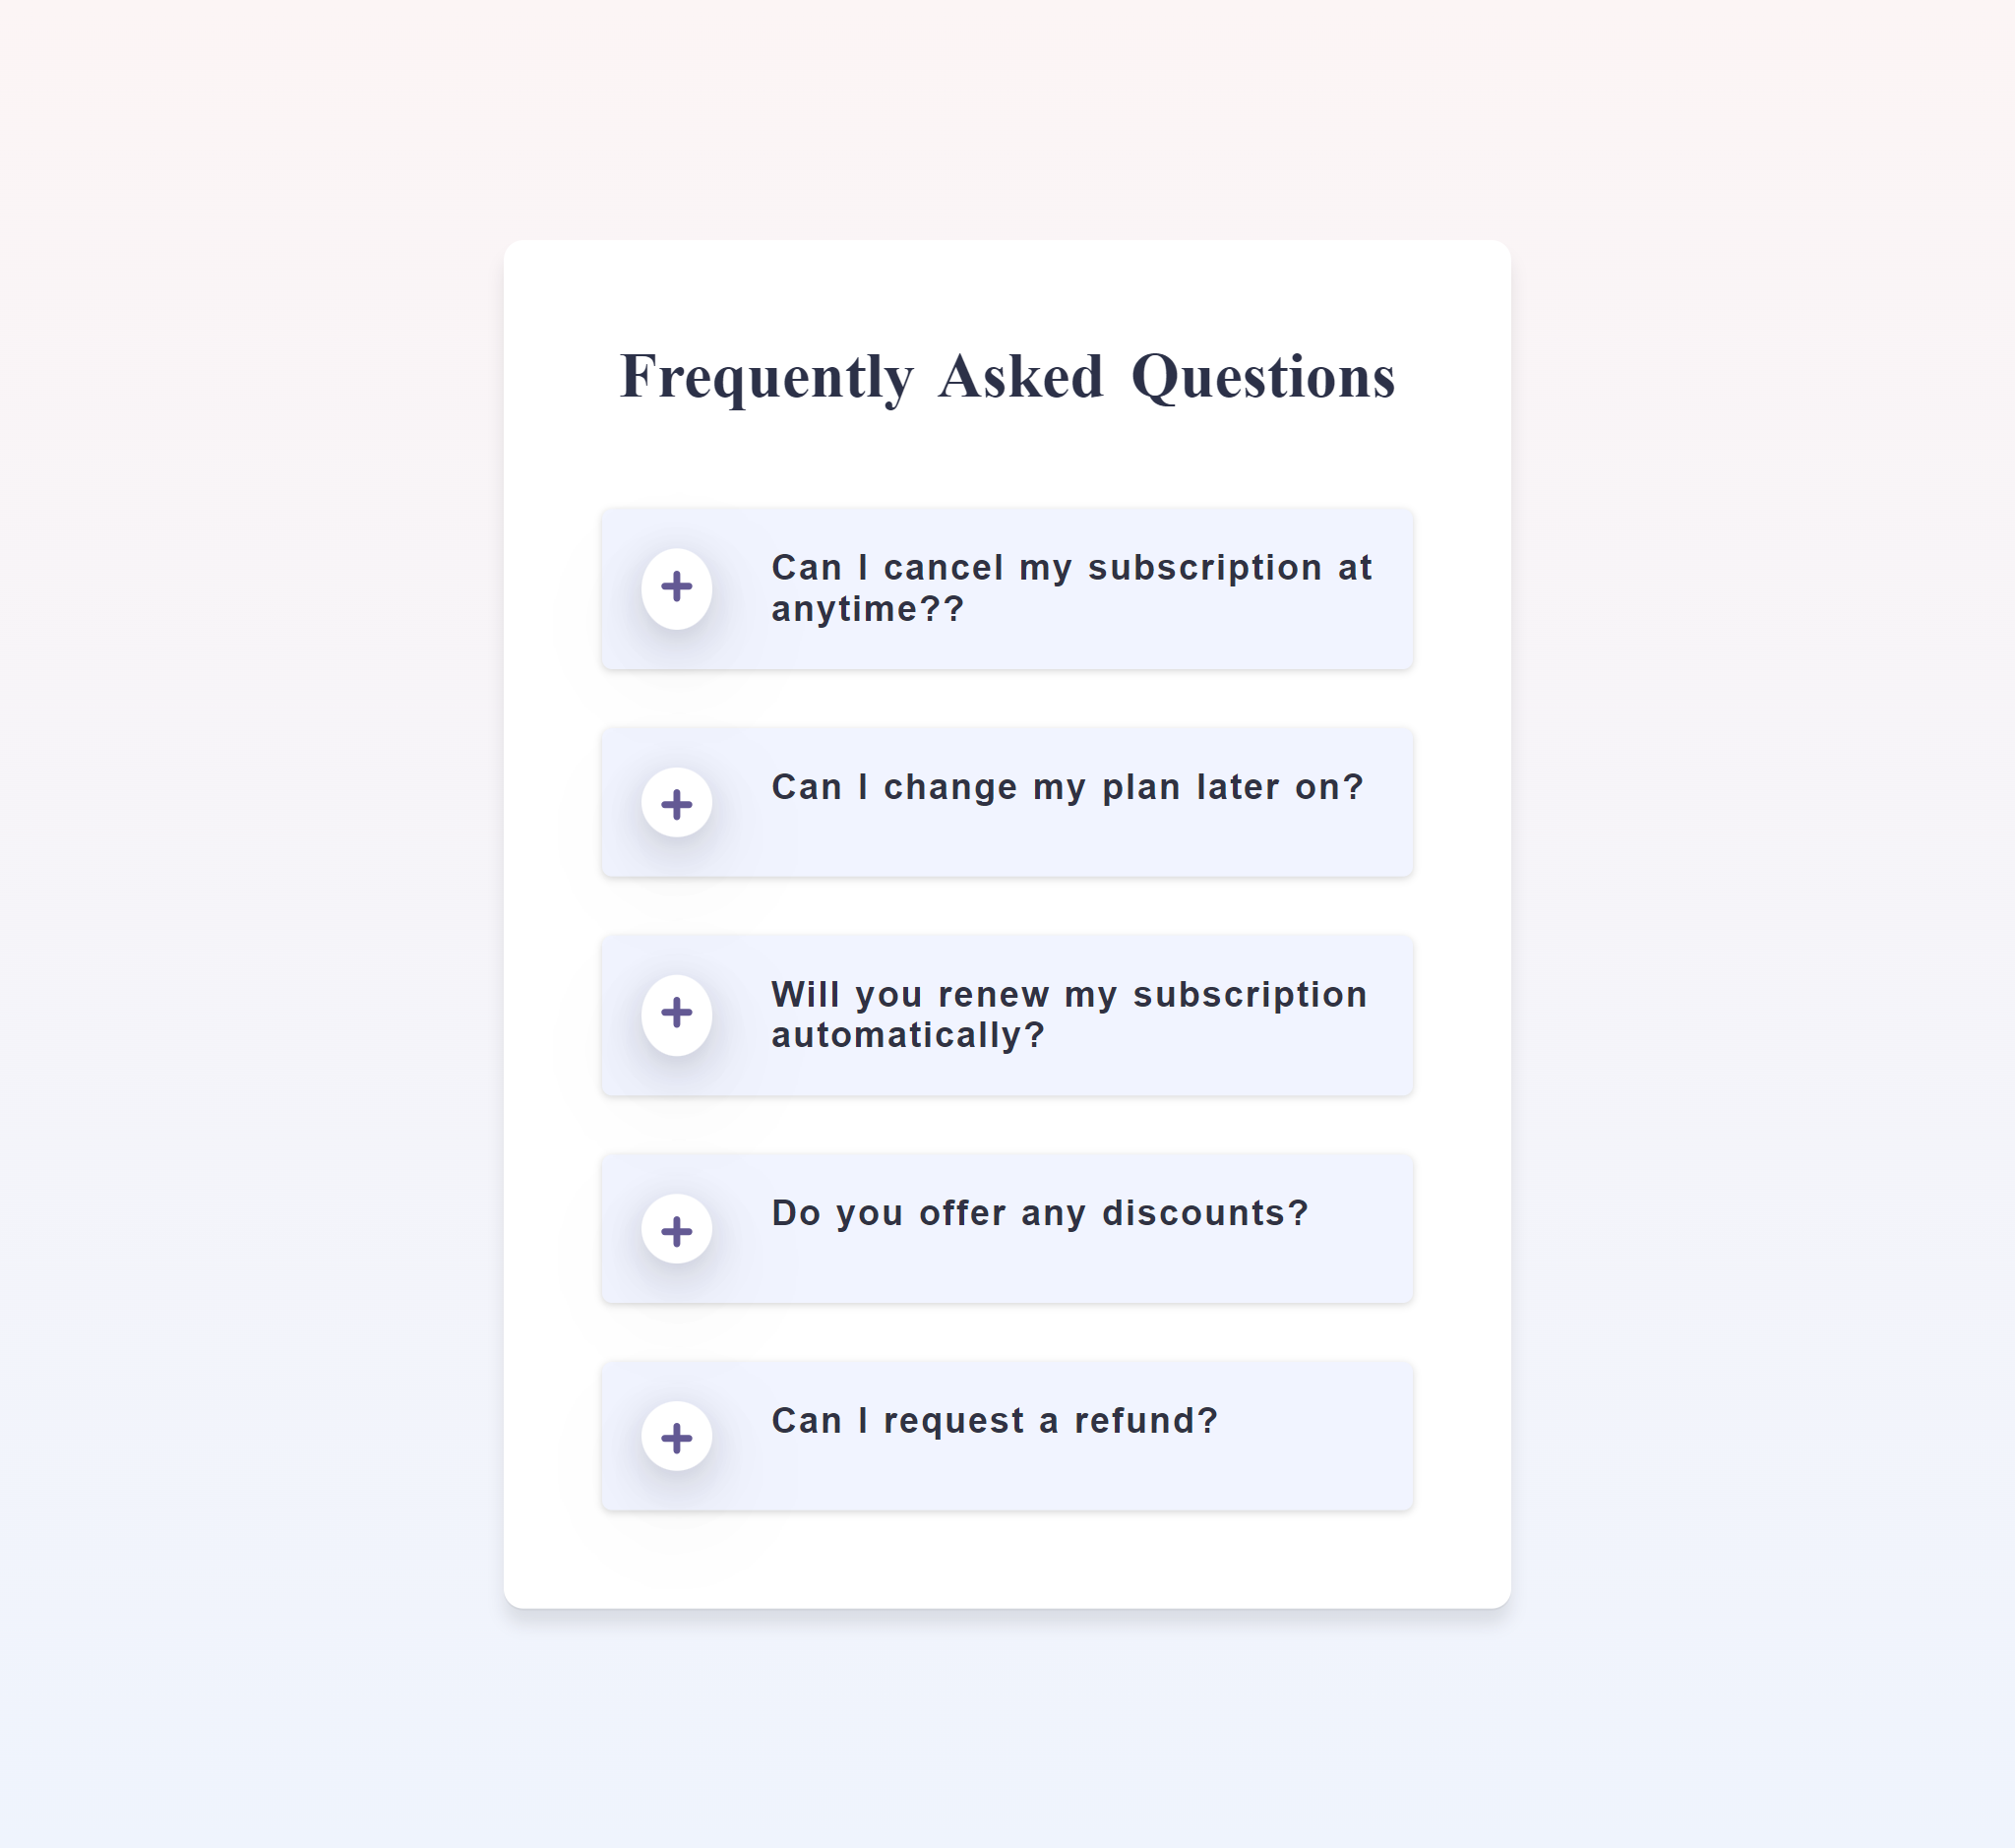 Frequently Asked Questions
Can I cancel my subscription at
anytime??
Can I change my plan later on?
Will you renew my subscription
automatically?
Do you offer any discounts?
Can I request a refund?